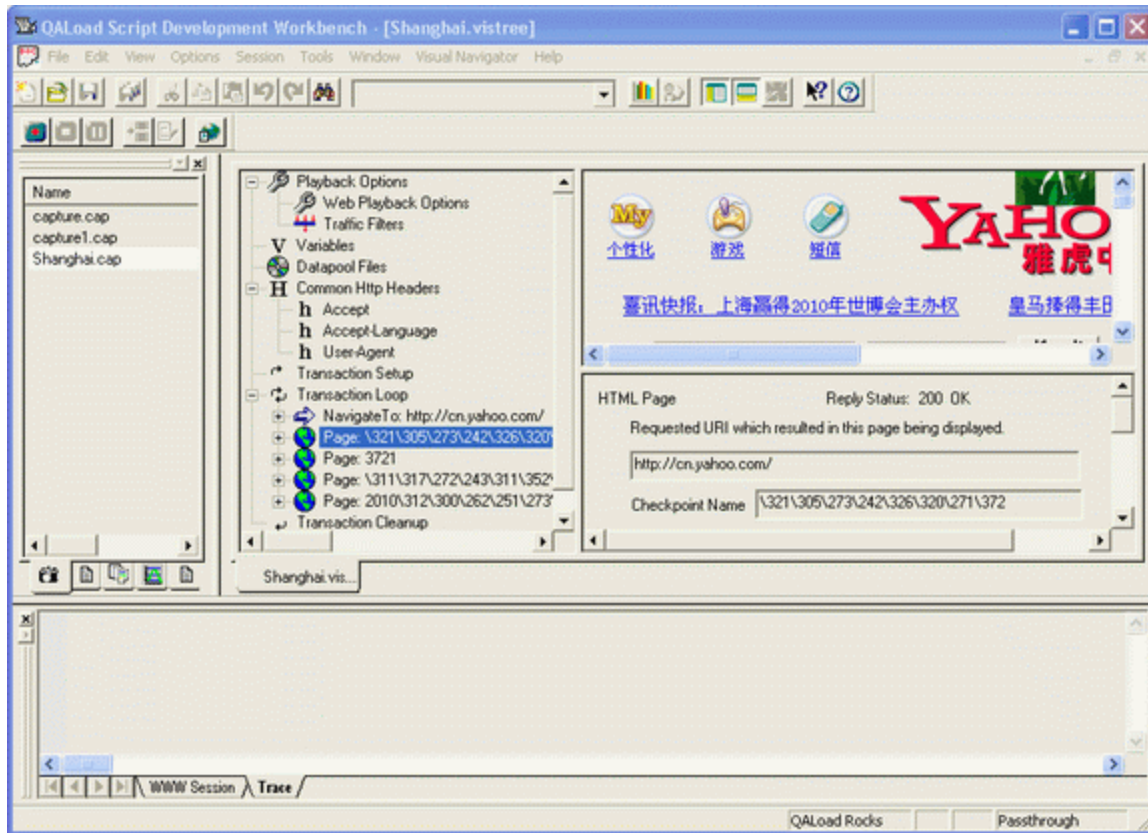 QALoad Script Development Workbench - [Shanghai.vistree]
File Edit View Options Session Tools Window Visual Navigator Help
Name
capture.cap
capture1.cap
Shanghai.cap
Playback Options
Web Playback Options
Traffic Filters
V Variables
Datapool Files
H Common Http Headers
h Accept
h Accept-Language
h User-Agent
Transaction Setup
Transaction Loop
NavigateTo: http://cn.yahoo.com/
Page: \321\305\273\242\326\320
Page: 3721
Page: \311\317\272\243\311\352
Page: 2010\312\300\262\251\273
Transaction Cleanup
Shanghai.vis...
My
个性化 游戏 短信
YAHO
雅虎中
喜讯快报：上海赢得2010年世博会主办权 皇马捧得丰田
HTML Page Reply Status: 200 OK
Requested URI which resulted in this page being displayed.
http://cn.yahoo.com/
Checkpoint Name \321\305\273\242\326\320\271\372
WWW Session Trace
QALoad Rocks Passthrough